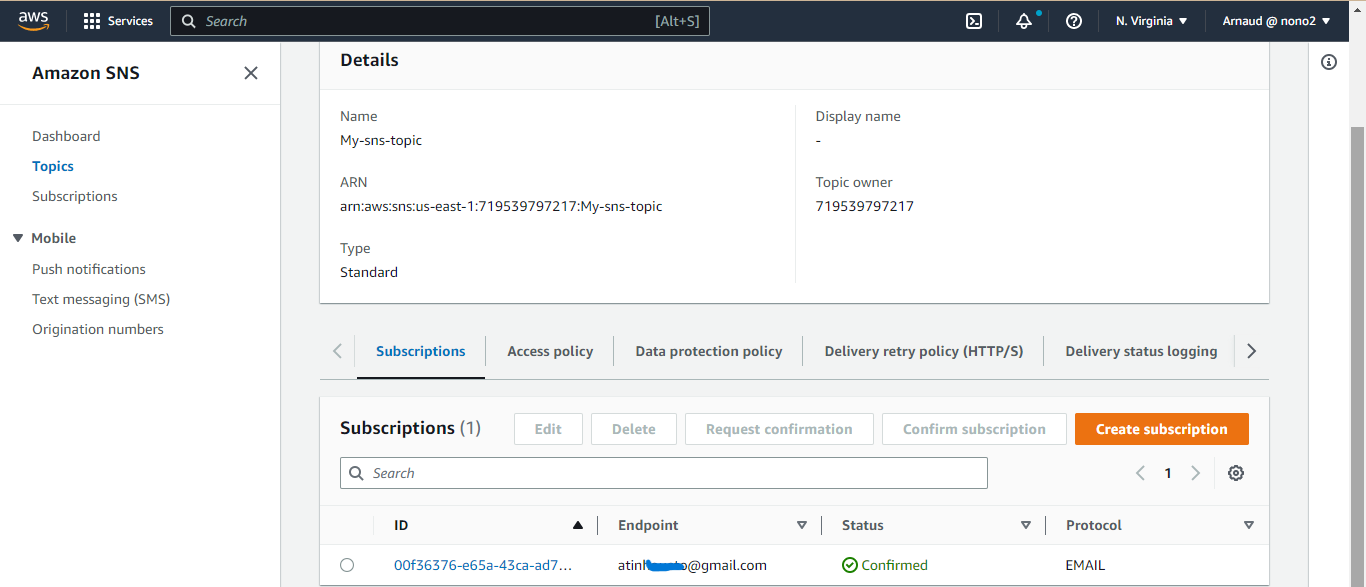 aws Services Search [Alt+S] N. Virginia Arnaud @ nono2
Amazon SNS
Dashboard
Topics
Subscriptions
Mobile
Push notifications
Text messaging (SMS)
Origination numbers
Details
Name
My-sns-topic
Display name
-
ARN
arn:aws:sns:us-east-1:719539797217:My-sns-topic
Topic owner
719539797217
Type
Standard
Subscriptions Access policy Data protection policy Delivery retry policy (HTTP/S) Delivery status logging
Subscriptions (1) Edit Delete Request confirmation Confirm subscription Create subscription
Search 1
ID Endpoint Status Protocol
00f36376-e65a-43ca-ad7... @gmail.com Confirmed EMAIL